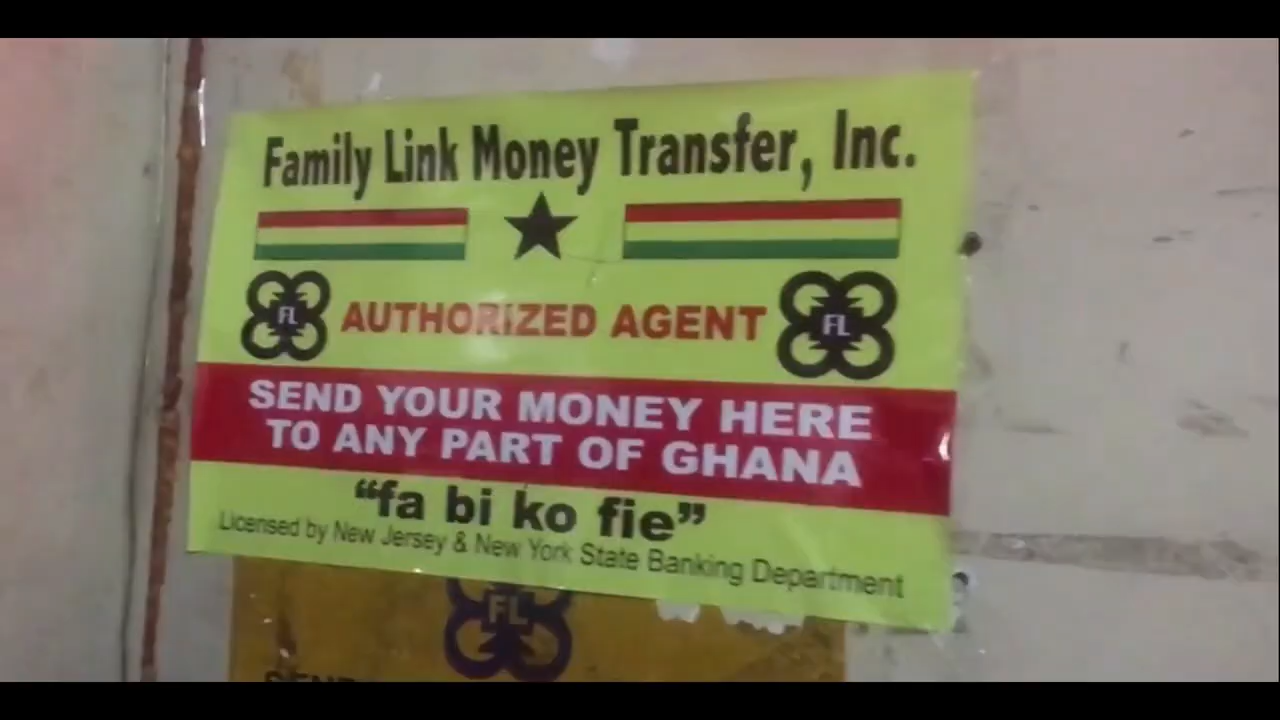 Family Link Money Transfer, Inc.
FL
AUTHORIZED AGENT
FL
SEND YOUR MONEY HERE
TO ANY PART OF GHANA
“fa bi ko fie”
Licensed by New Jersey & New York State Banking Department
FL